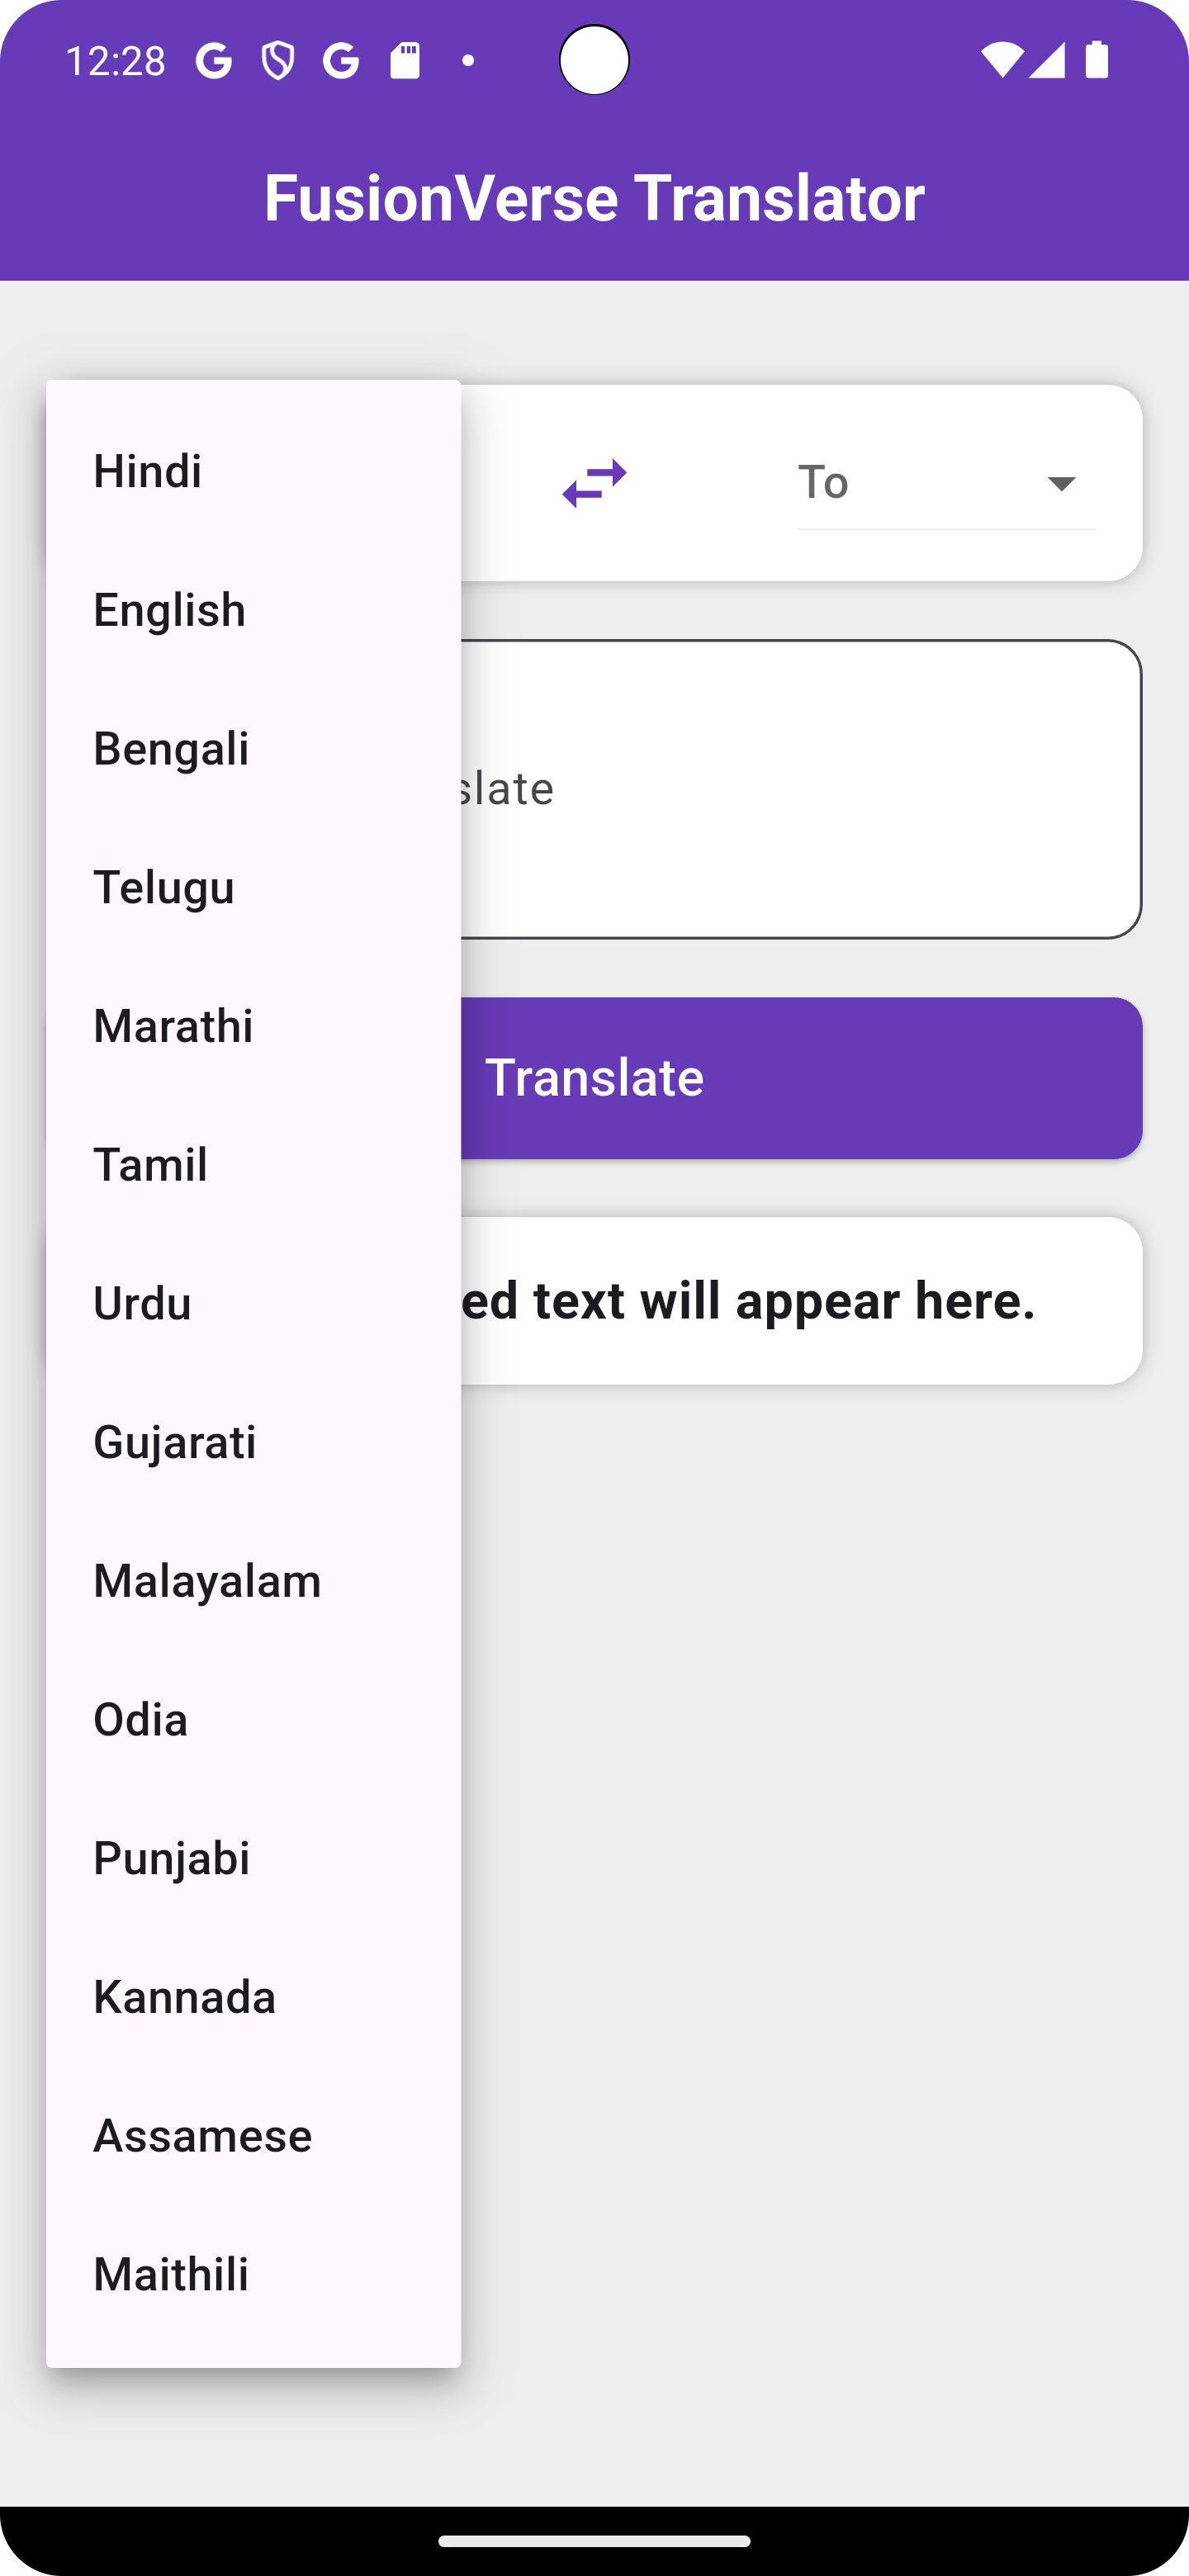 12:28
FusionVerse Translator
Hindi
To
English
Bengali
slate
Telugu
Marathi
Translate
Tamil
Urdu
ed text will appear here.
Gujarati
Malayalam
Odia
Punjabi
Kannada
Assamese
Maithili